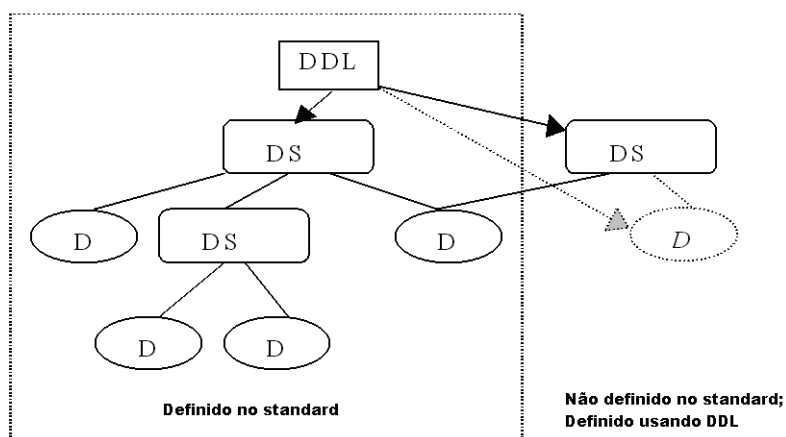 DDL
DS
DS
D
DS
D
D
D
D
Definido no standard
Não definido no standard;
Definido usando DDL